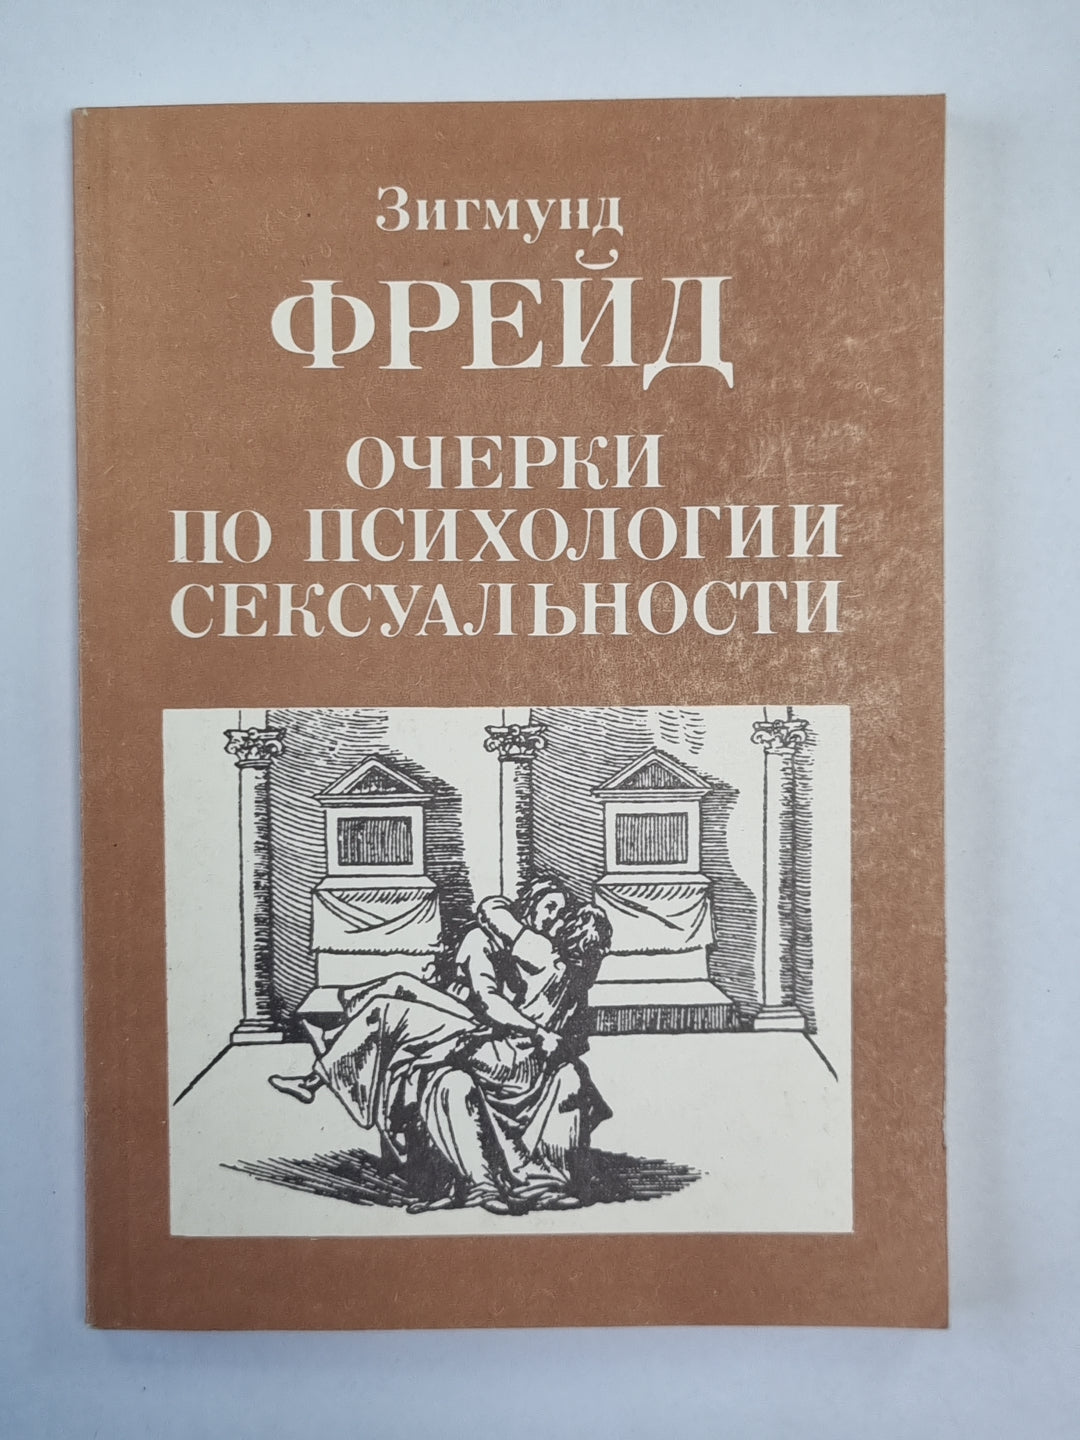 Зигмунд
ФРЕЙД
ОЧЕРКИ
ПО ПСИХОЛОГИИ
СЕКСУАЛЬНОСТИ